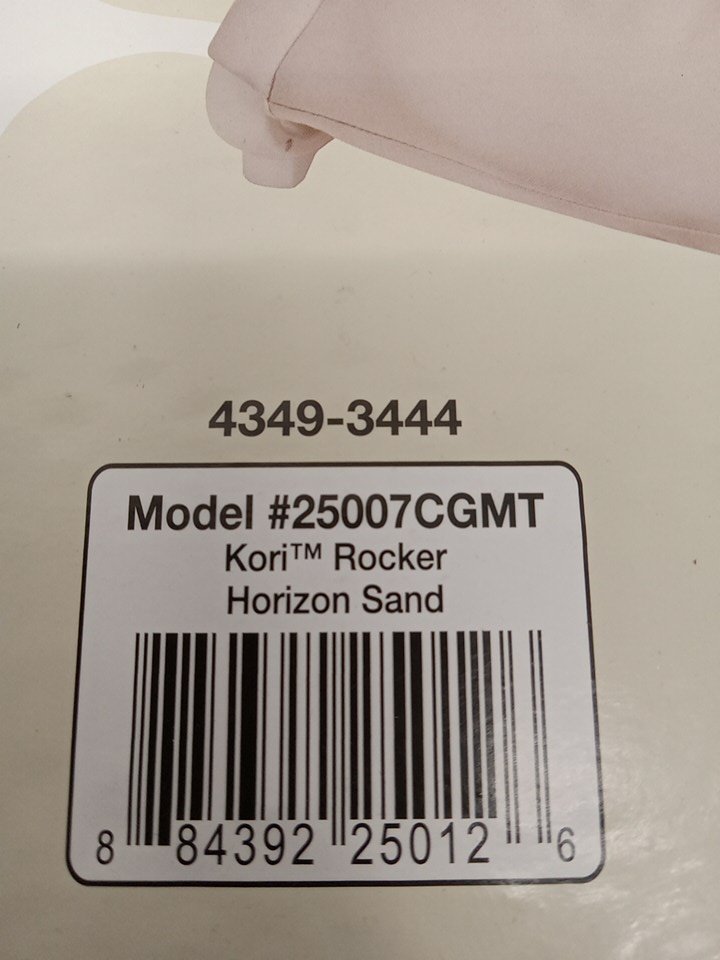 4349-3444
Model #25007CGMT
Kori™ Rocker
Horizon Sand
8 84392 25012 6